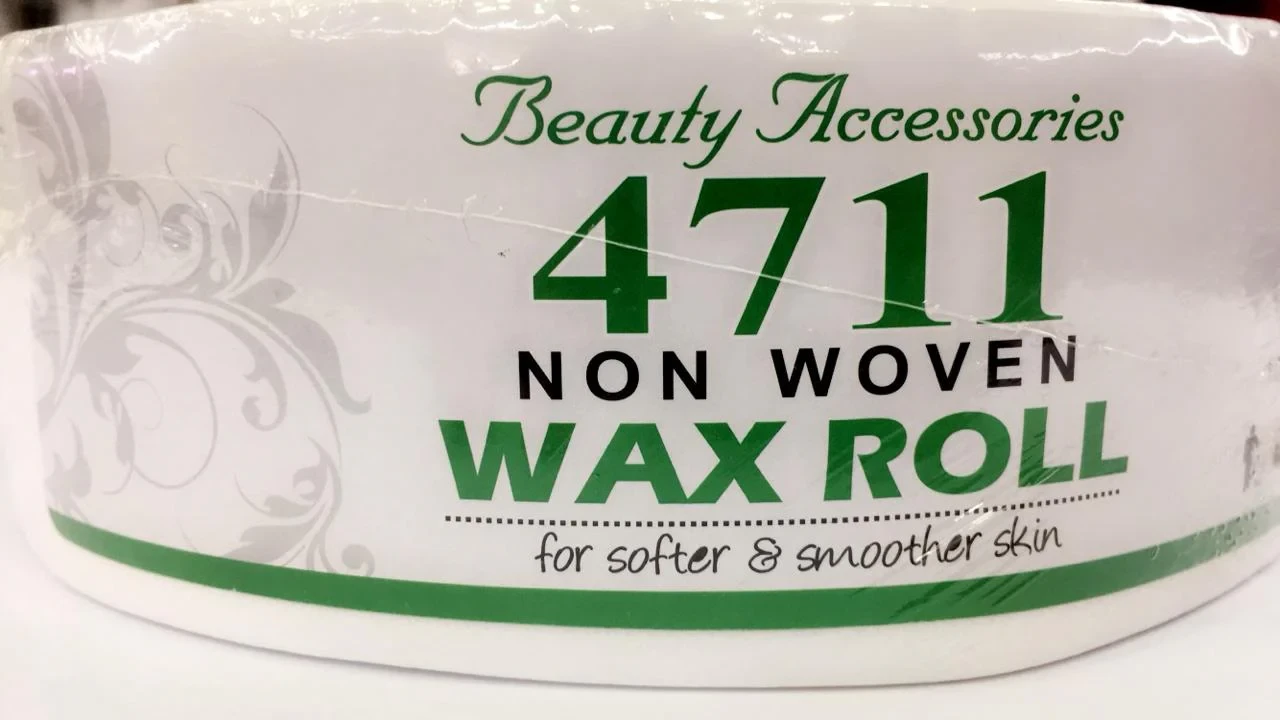 Beauty Accessories
4711
NON WOVEN
WAX ROLL
for softer & smoother skin